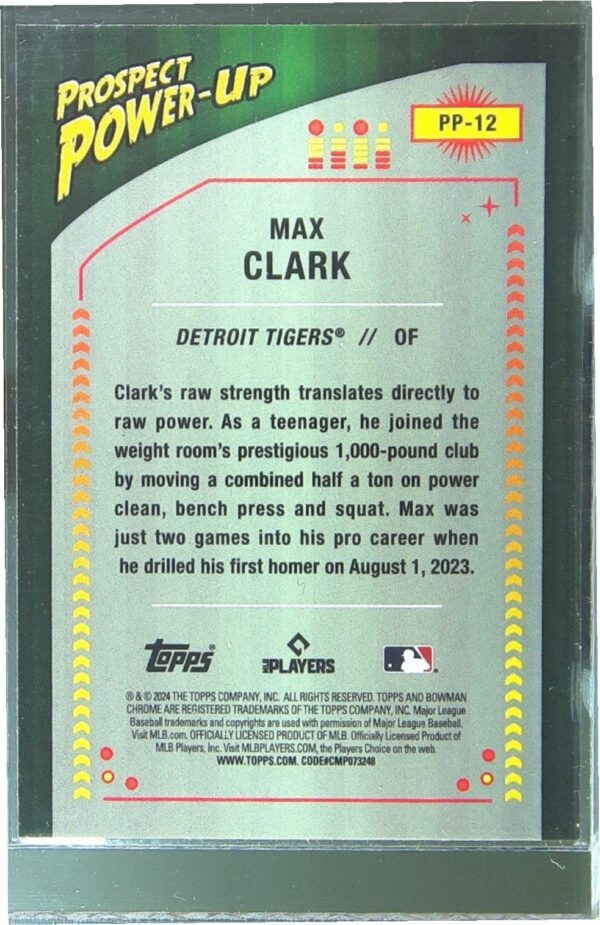 PROSPECT
POWER-UP
PP-12
MAX
CLARK
DETROIT TIGERS® // OF
Clark's raw strength translates directly to
raw power. As a teenager, he joined the
weight room's prestigious 1,000-pound club
by moving a combined half a ton on power
clean, bench press and squat. Max was
just two games into his pro career when
he drilled his first homer on August 1, 2023.
Topps® MLB PLAYERS
® & © 2024 THE TOPPS COMPANY, INC. ALL RIGHTS RESERVED. TOPPS AND BOWMAN
CHROME ARE REGISTERED TRADEMARKS OF THE TOPPS COMPANY, INC. Major League
Baseball trademarks and copyrights are used with permission of Major League Baseball.
Visit MLB.com. OFFICIALLY LICENSED PRODUCT OF MLB. Officially Licensed Product of
MLB Players, Inc. Visit MLBPLAYERS.COM, the Players Choice on the web.
WWW.TOPPS.COM. CODE#CMP073248